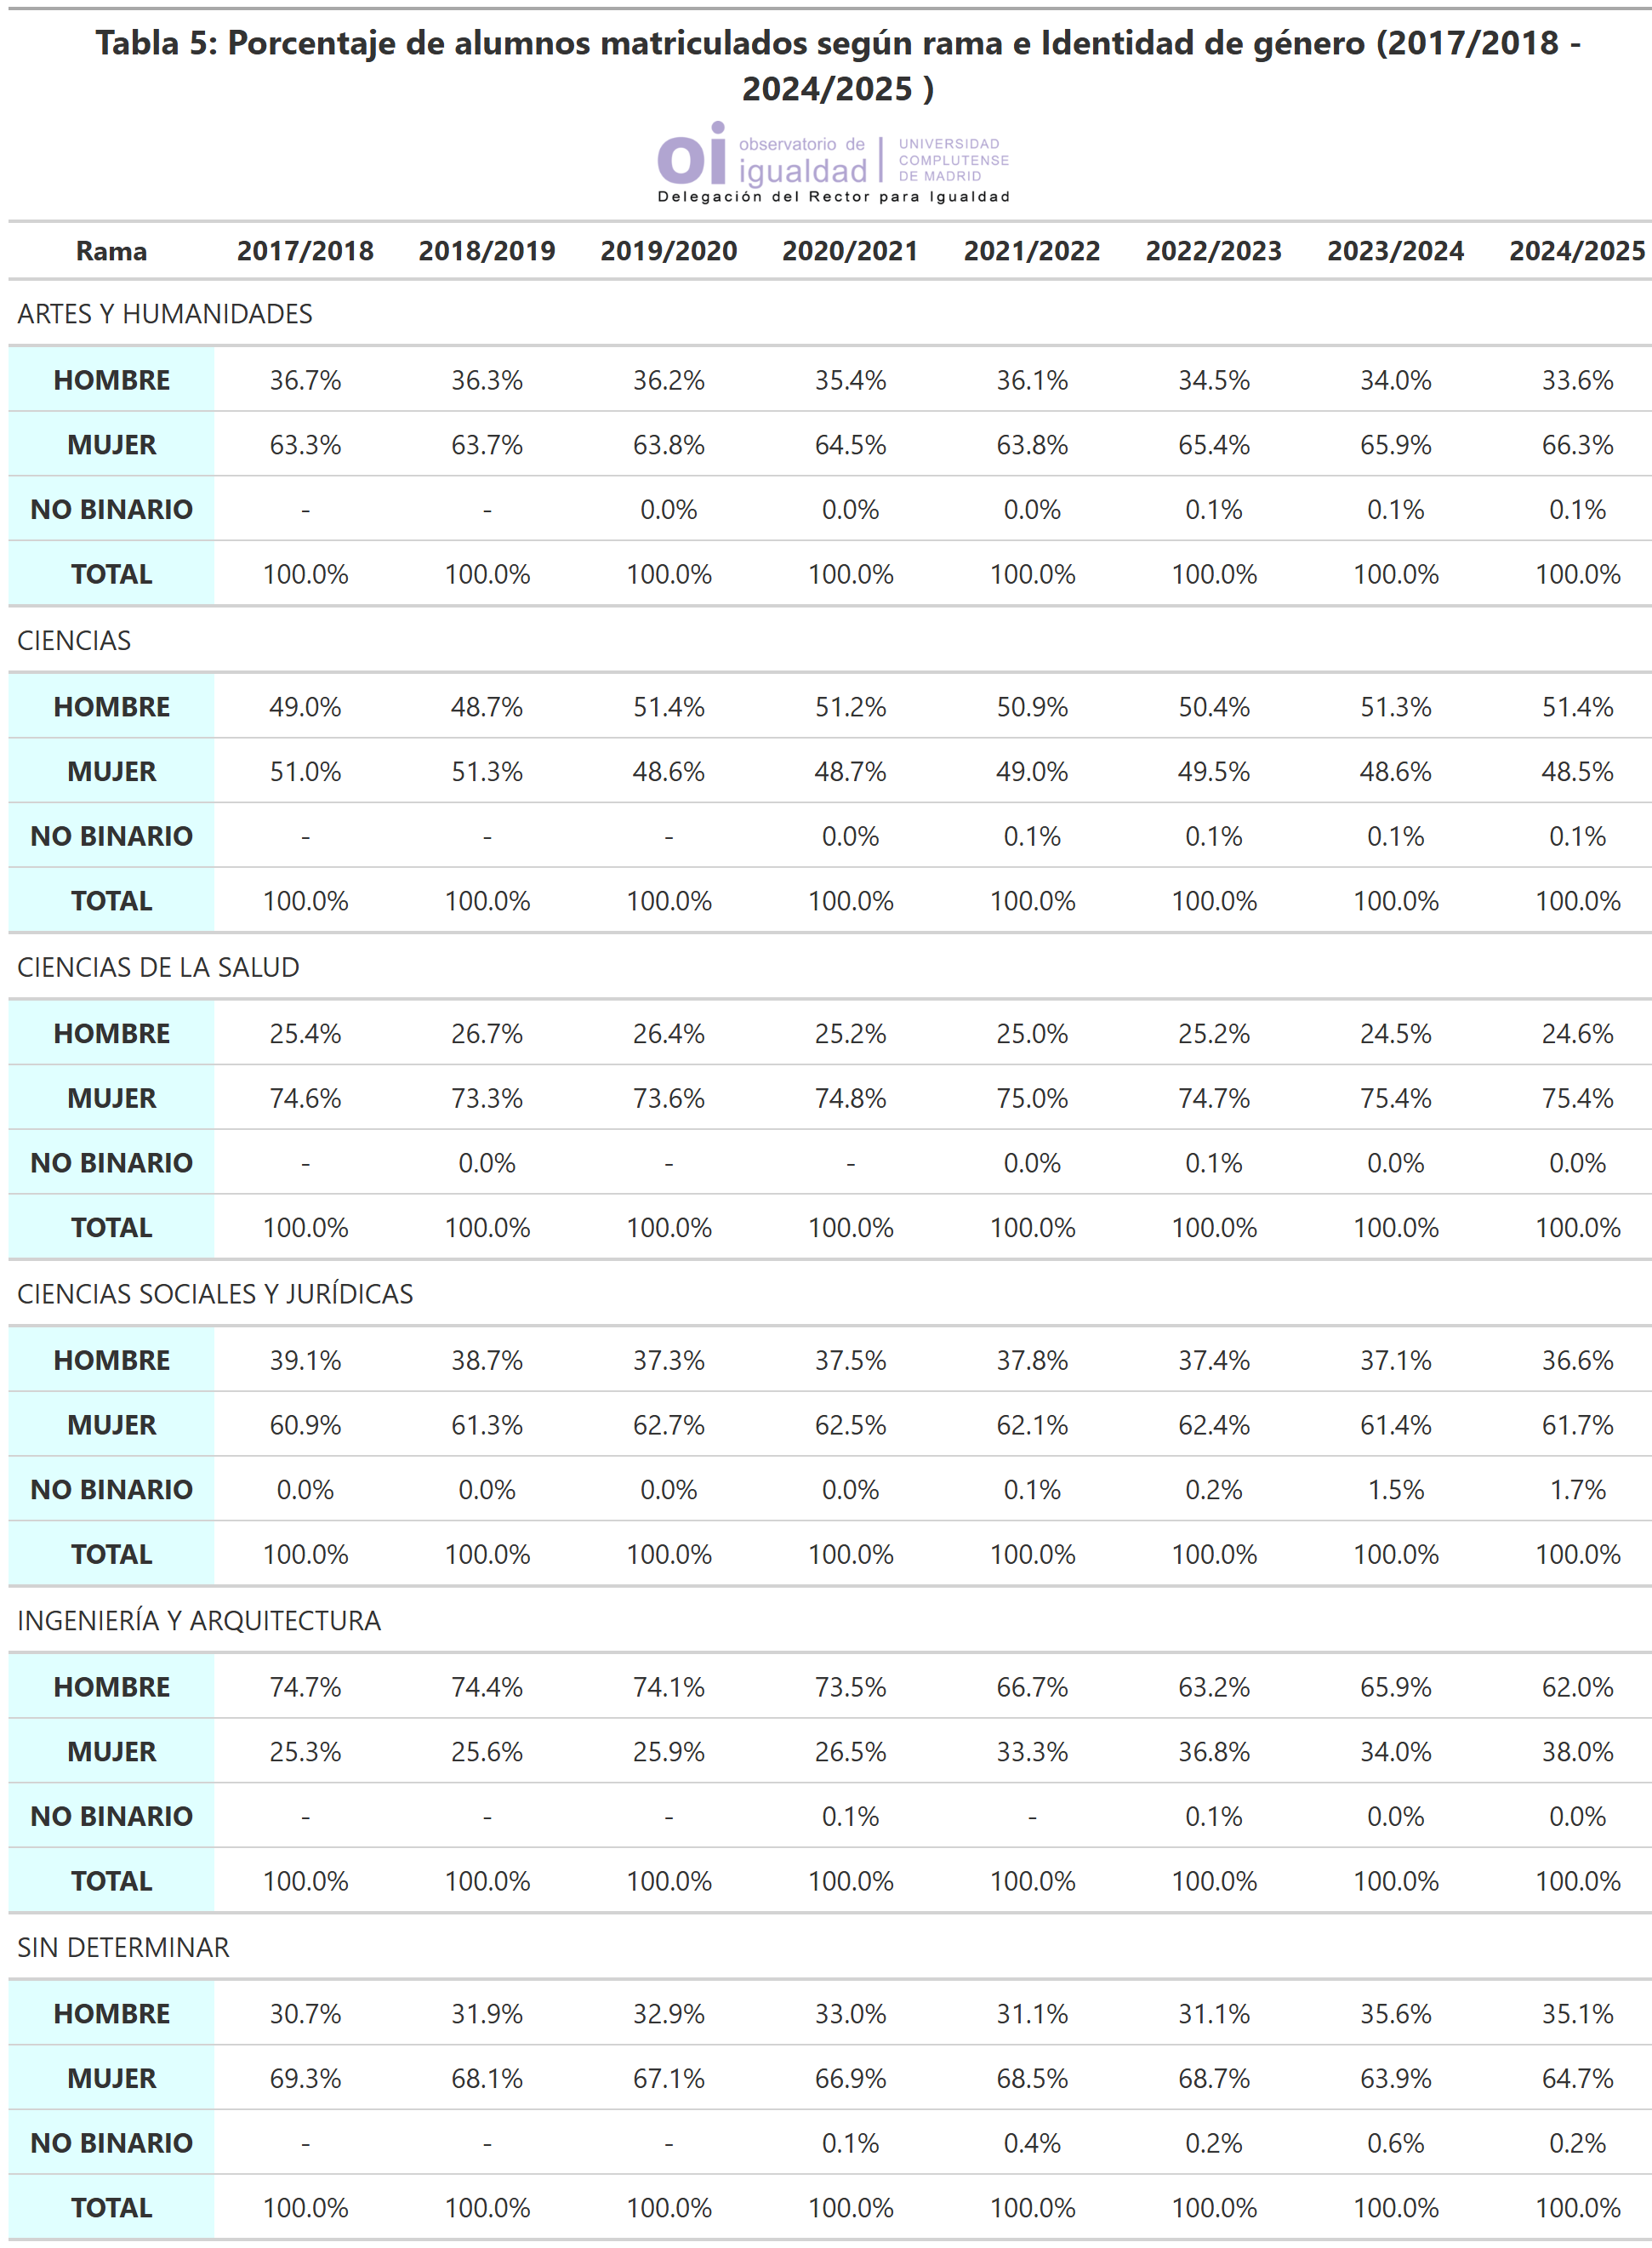 Tabla 5: Porcentaje de alumnos matriculados según rama e Identidad de género (2017/2018 -
2024/2025 )
oi observatorio de igualdad | UNIVERSIDAD COMPLUTENSE DE MADRID
Delegación del Rector para Igualdad
Rama 2017/2018 2018/2019 2019/2020 2020/2021 2021/2022 2022/2023 2023/2024 2024/2025
ARTES Y HUMANIDADES
HOMBRE 36.7% 36.3% 36.2% 35.4% 36.1% 34.5% 34.0% 33.6%
MUJER 63.3% 63.7% 63.8% 64.5% 63.8% 65.4% 65.9% 66.3%
NO BINARIO - - 0.0% 0.0% 0.0% 0.1% 0.1% 0.1%
TOTAL 100.0% 100.0% 100.0% 100.0% 100.0% 100.0% 100.0% 100.0%
CIENCIAS
HOMBRE 49.0% 48.7% 51.4% 51.2% 50.9% 50.4% 51.3% 51.4%
MUJER 51.0% 51.3% 48.6% 48.7% 49.0% 49.5% 48.6% 48.5%
NO BINARIO - - - 0.0% 0.1% 0.1% 0.1% 0.1%
TOTAL 100.0% 100.0% 100.0% 100.0% 100.0% 100.0% 100.0% 100.0%
CIENCIAS DE LA SALUD
HOMBRE 25.4% 26.7% 26.4% 25.2% 25.0% 25.2% 24.5% 24.6%
MUJER 74.6% 73.3% 73.6% 74.8% 75.0% 74.7% 75.4% 75.4%
NO BINARIO - 0.0% - - 0.0% 0.1% 0.0% 0.0%
TOTAL 100.0% 100.0% 100.0% 100.0% 100.0% 100.0% 100.0% 100.0%
CIENCIAS SOCIALES Y JURÍDICAS
HOMBRE 39.1% 38.7% 37.3% 37.5% 37.8% 37.4% 37.1% 36.6%
MUJER 60.9% 61.3% 62.7% 62.5% 62.1% 62.4% 61.4% 61.7%
NO BINARIO 0.0% 0.0% 0.0% 0.0% 0.1% 0.2% 1.5% 1.7%
TOTAL 100.0% 100.0% 100.0% 100.0% 100.0% 100.0% 100.0% 100.0%
INGENIERÍA Y ARQUITECTURA
HOMBRE 74.7% 74.4% 74.1% 73.5% 66.7% 63.2% 65.9% 62.0%
MUJER 25.3% 25.6% 25.9% 26.5% 33.3% 36.8% 34.0% 38.0%
NO BINARIO - - - 0.1% - 0.1% 0.0% 0.0%
TOTAL 100.0% 100.0% 100.0% 100.0% 100.0% 100.0% 100.0% 100.0%
SIN DETERMINAR
HOMBRE 30.7% 31.9% 32.9% 33.0% 31.1% 31.1% 35.6% 35.1%
MUJER 69.3% 68.1% 67.1% 66.9% 68.5% 68.7% 63.9% 64.7%
NO BINARIO - - - 0.1% 0.4% 0.2% 0.6% 0.2%
TOTAL 100.0% 100.0% 100.0% 100.0% 100.0% 100.0% 100.0% 100.0%